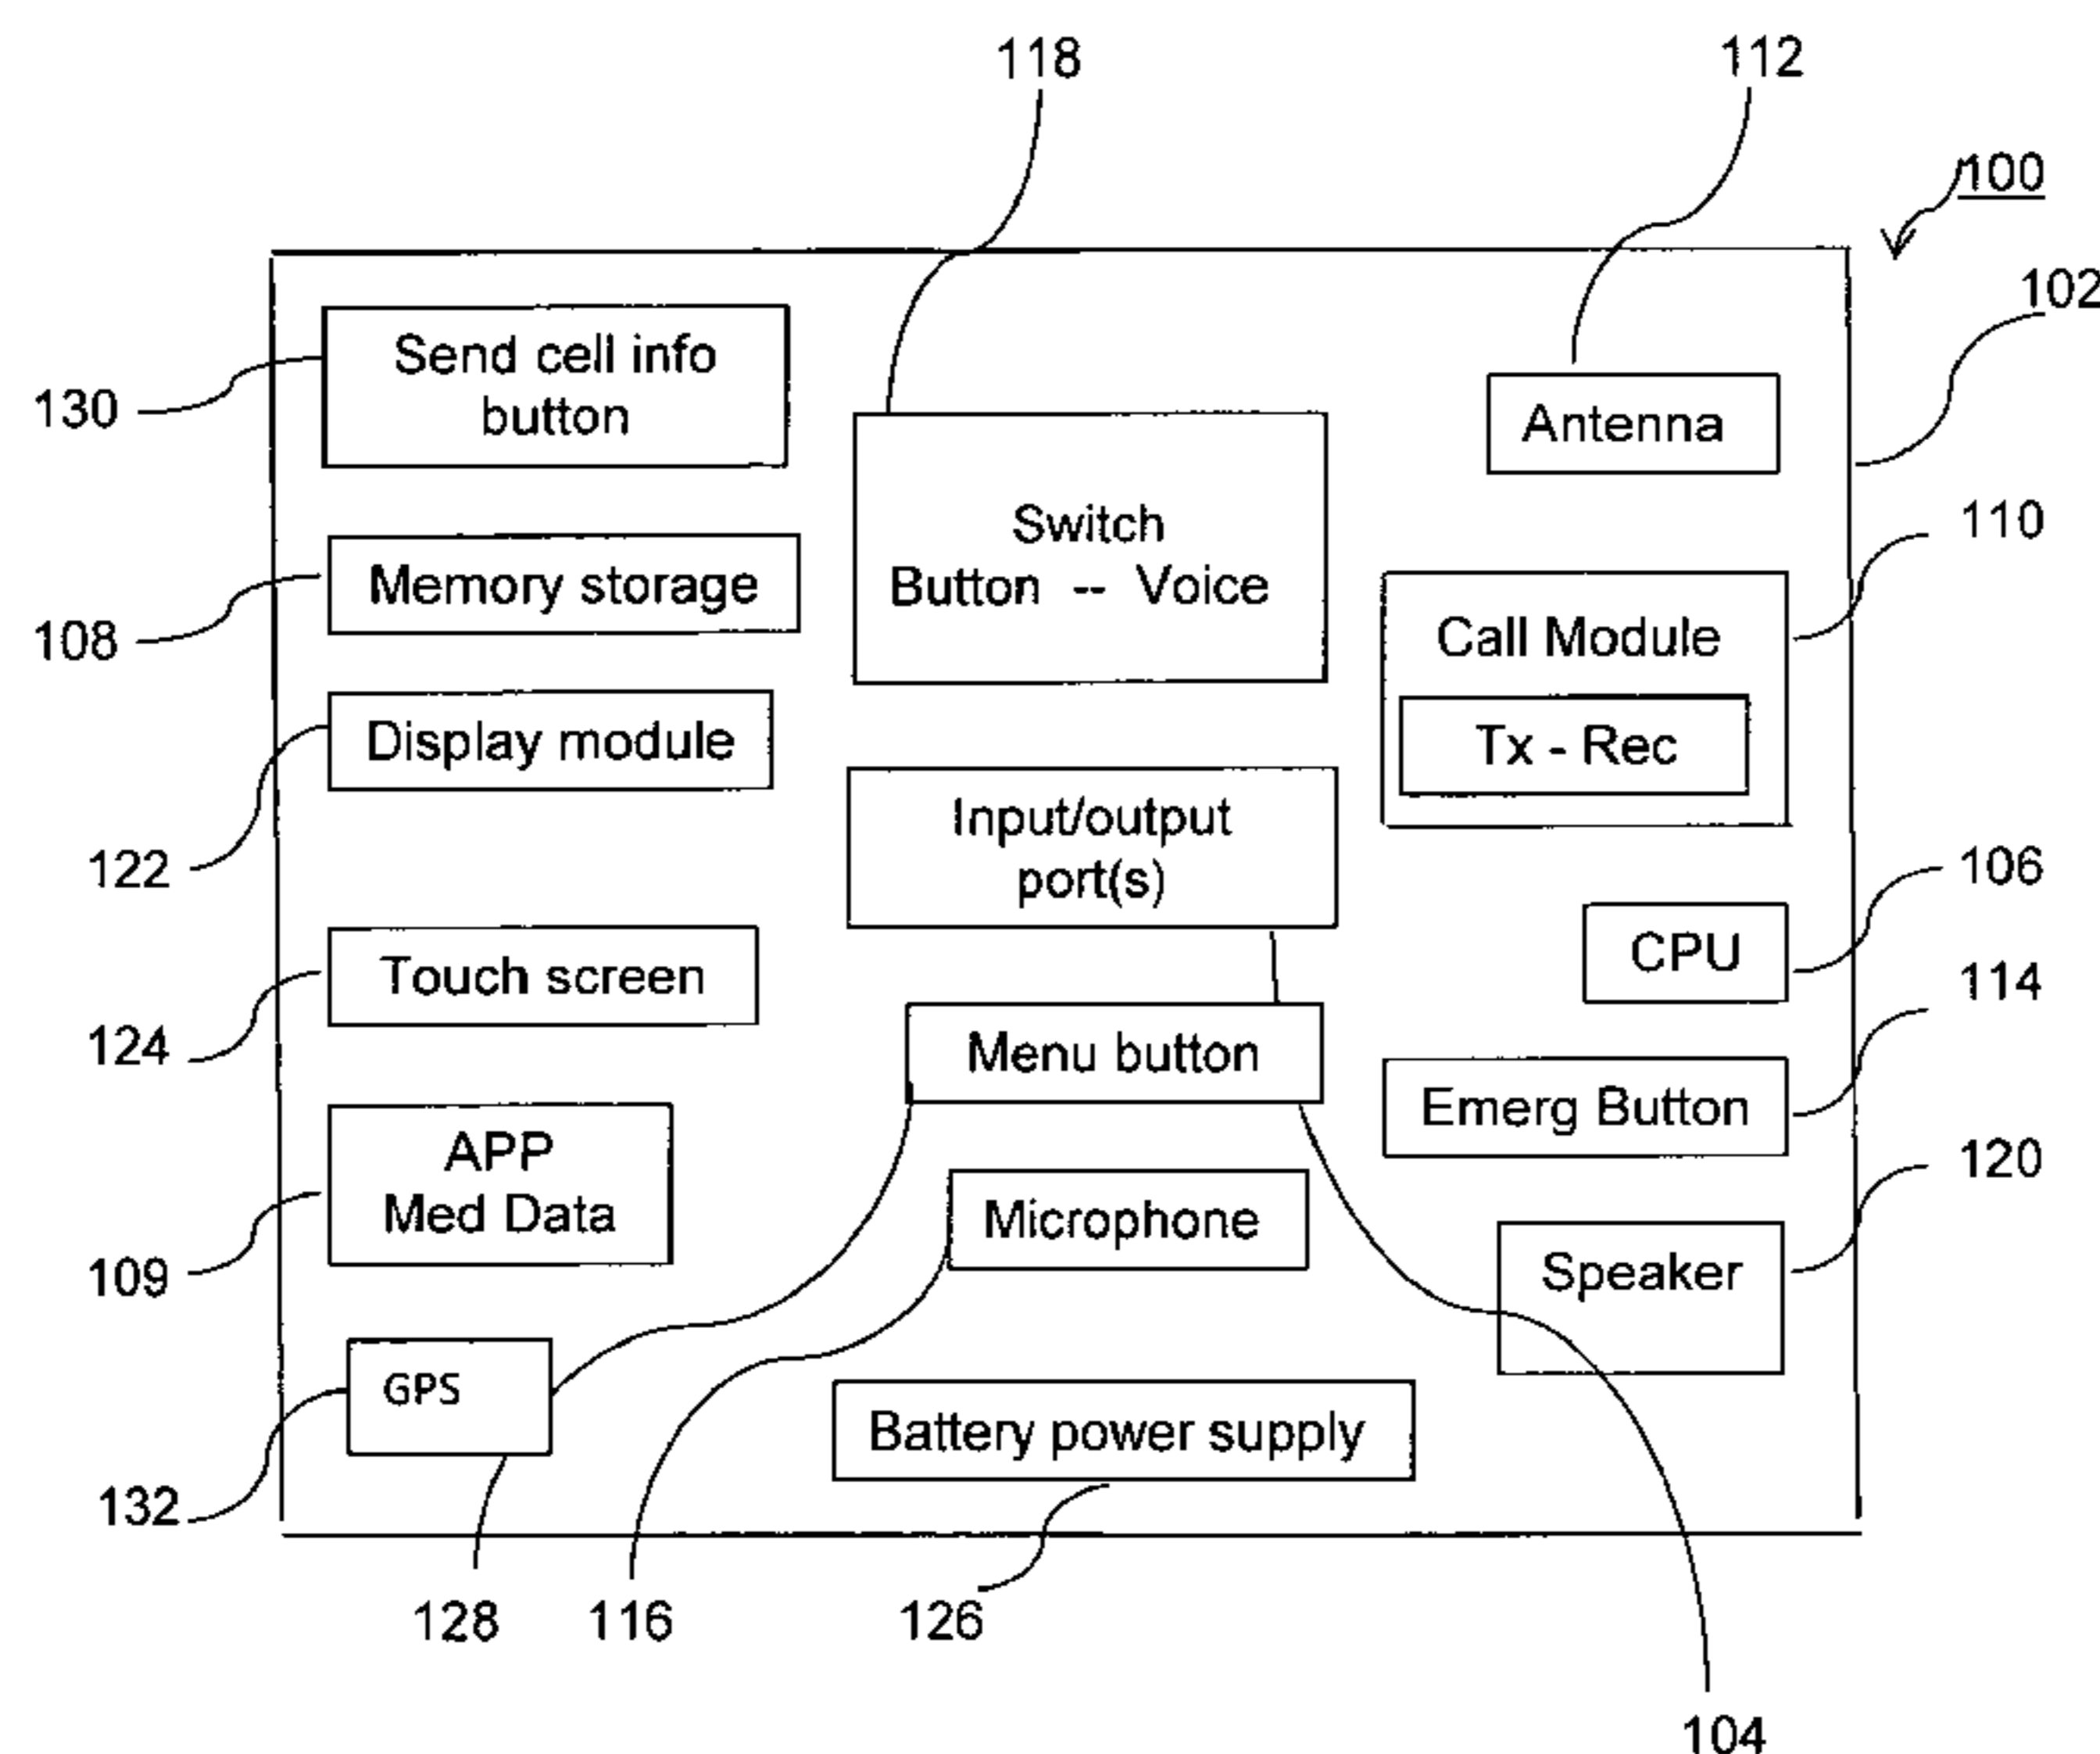 118
112
100
102
Send cell info
button
130
Antenna
Switch
Button -- Voice
110
Memory storage
108
Call Module
Tx - Rec
Display module
122
Input/output
port(s)
106
CPU
114
Touch screen
124
Menu button
Emerg Button
120
APP
Med Data
109
Microphone
Speaker
GPS
132
Battery power supply
128
116
126
104